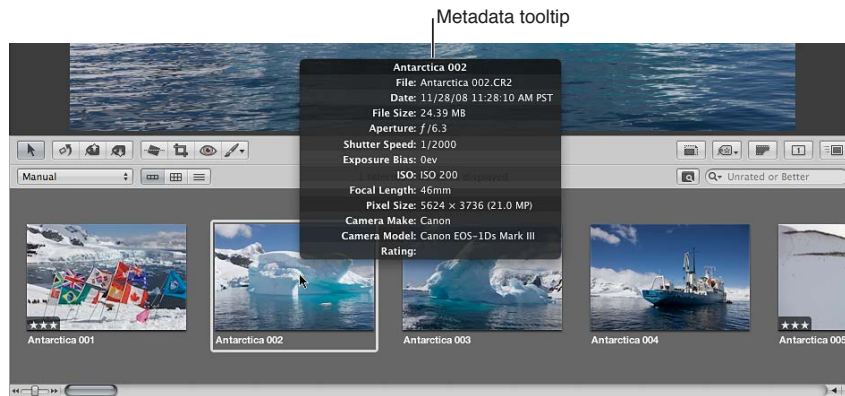 Metadata tooltip
Antarctica 002
File: Antarctica 002.CR2
Date: 11/28/08 11:28:10 AM PST
File Size: 24.39 MB
Aperture: ƒ/6.3
Shutter Speed: 1/2000
Exposure Bias: 0ev
ISO: ISO 200
Focal Length: 46mm
Pixel Size: 5624 × 3736 (21.0 MP)
Camera Make: Canon
Camera Model: Canon EOS-1Ds Mark III
Rating:
1
Manual
Unrated or Better
Antarctica 001
Antarctica 002
Antarctica 003
Antarctica 004
Antarctica 005